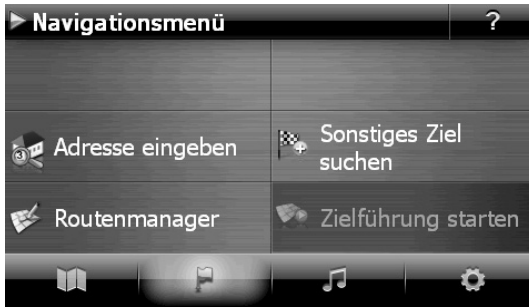 Navigationsmenü
?
Adresse eingeben
Sonstiges Ziel
suchen
Routenmanager
Zielführung starten